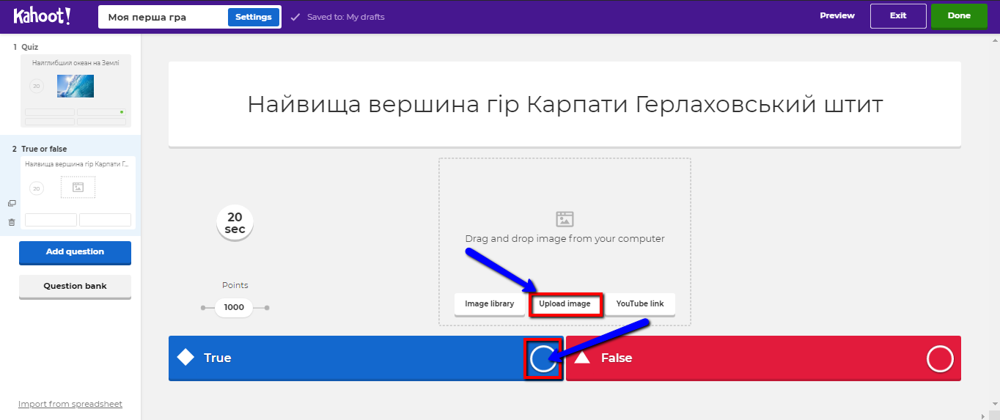 Kahoot!
Моя перша гра
Settings
Saved to: My drafts
Preview
Exit
Done
1 Quiz
Найглибший океан на Землі
20
2 True or false
Найвища вершина гір Карпати Г...
20
Add question
Question bank
Import from spreadsheet
Найвища вершина гір Карпати Герлаховський штит
20
sec
Points
1000
Drag and drop image from your computer
Image library
Upload image
YouTube link
True
False